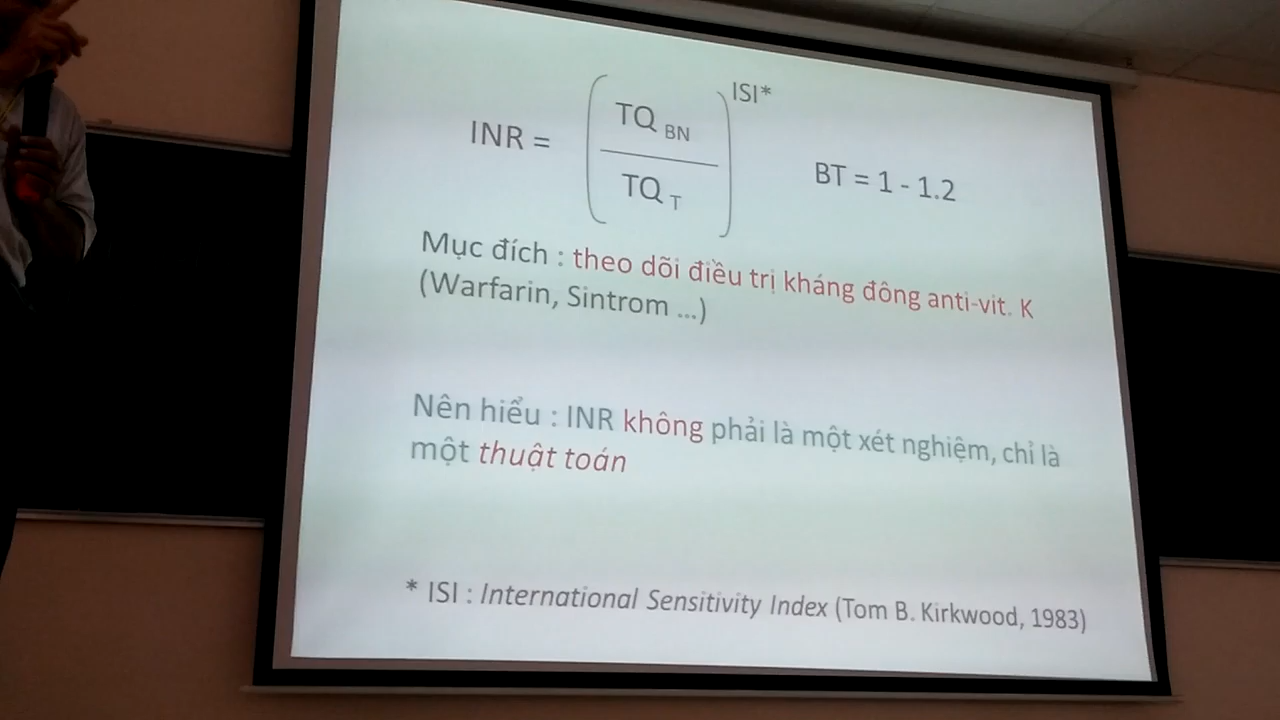 INR = (TQ BN / TQ T) ISI*
BT = 1 - 1.2
Mục đích : theo dõi điều trị kháng đông anti-vit. K
(Warfarin, Sintrom ...)
Nên hiểu : INR không phải là một xét nghiệm, chỉ là
một thuật toán
* ISI : International Sensitivity Index (Tom B. Kirkwood, 1983)